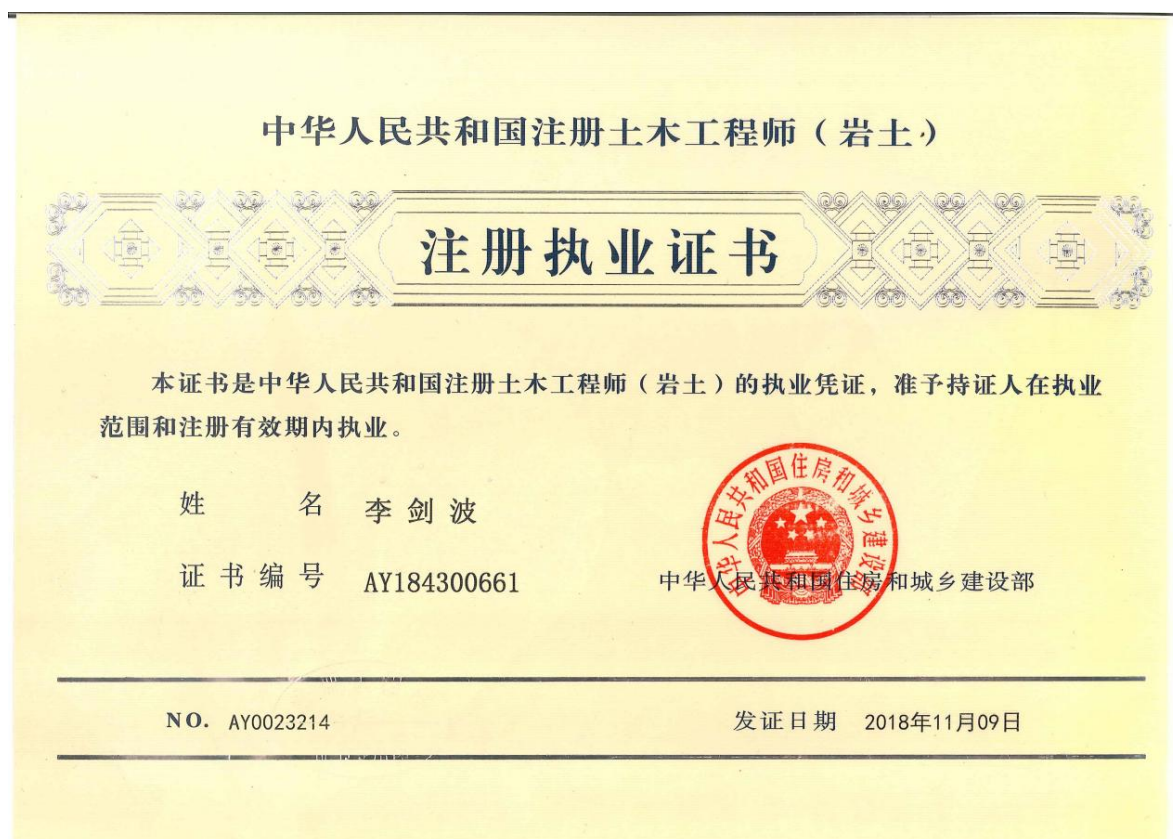 中华人民共和国注册土木工程师（岩土）
注册执业证书
本证书是中华人民共和国注册土木工程师（岩土）的执业凭证，准予持证人在执业
范围和注册有效期内执业。
姓 名 李剑波
中华人民共和国住房和城乡建设部
证书编号 AY184300661
中华人民共和国住房和城乡建设部
NO. AY0023214
发证日期 2018年11月09日